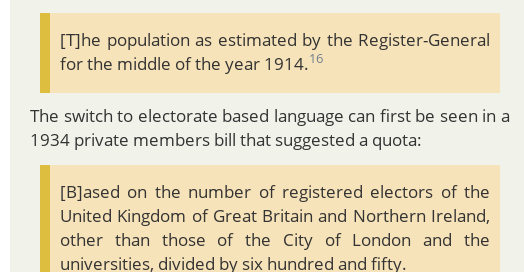 [T]he population as estimated by the Register-General
for the middle of the year 1914.16
The switch to electorate based language can first be seen in a
1934 private members bill that suggested a quota:
[B]ased on the number of registered electors of the
United Kingdom of Great Britain and Northern Ireland,
other than those of the City of London and the
universities, divided by six hundred and fifty.